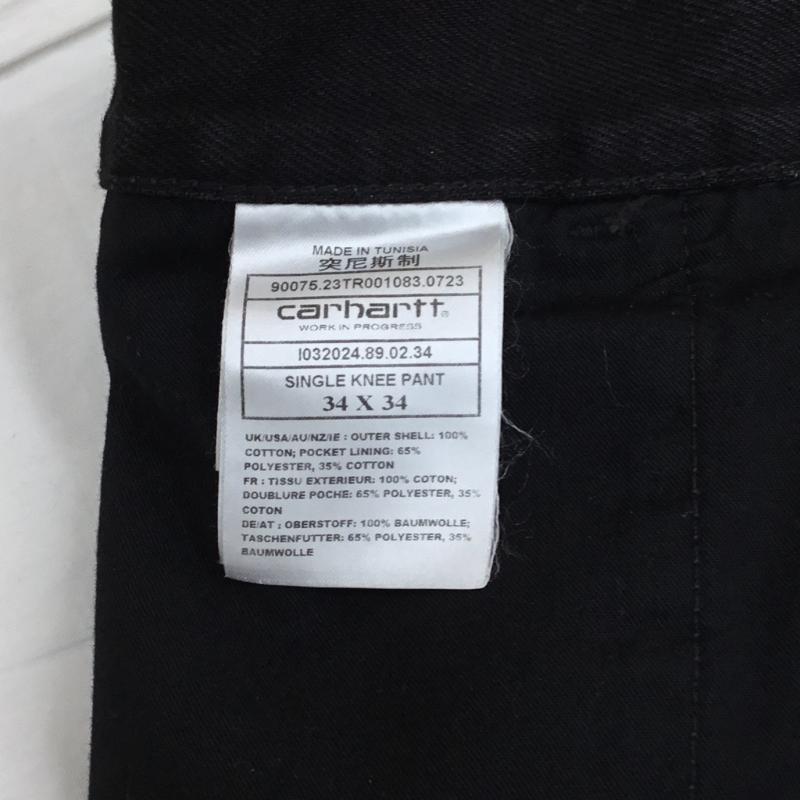 MADE IN TUNISIA
突尼斯制
90075.23TR001083.0723
carhartt®
WORK IN PROGRESS
I032024.89.02.34
SINGLE KNEE PANT
34 X 34
UK/USA/AU/NZ/IE : OUTER SHELL: 100%
COTTON; POCKET LINING: 65%
POLYESTER, 35% COTTON
FR : TISSU EXTERIEUR: 100% COTON;
DOUBLURE POCHE: 65% POLYESTER, 35%
COTON
DE/AT : OBERSTOFF: 100% BAUMWOLLE;
TASCHENFUTTER: 65% POLYESTER, 35%
BAUMWOLLE